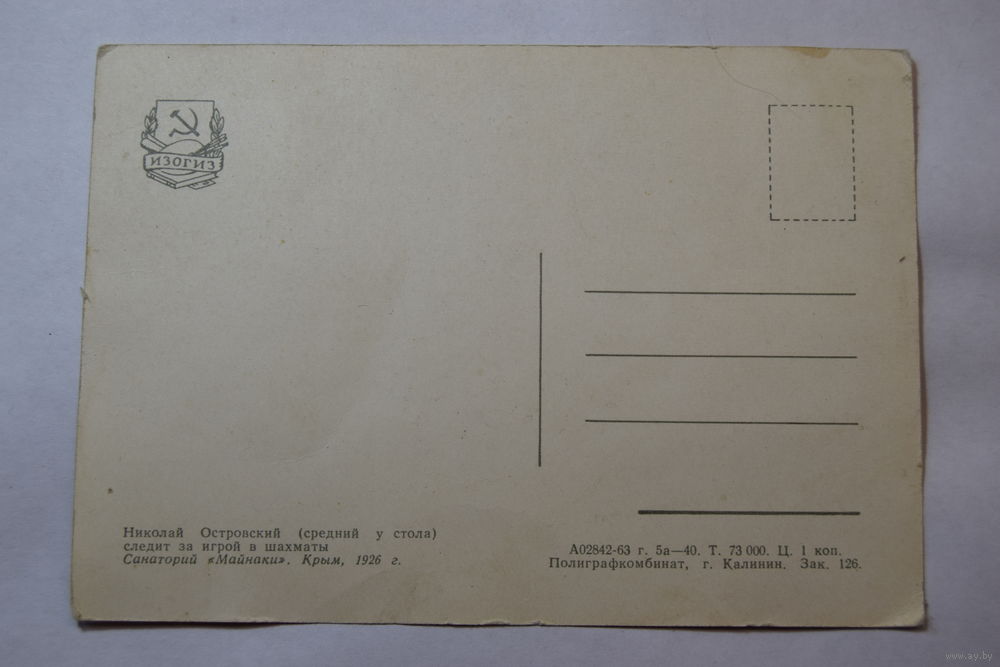 ИЗОГИЗ
Николай Островский (средний у стола)
следит за игрой в шахматы
Санаторий «Майнаки». Крым, 1926 г.
А02842-63 г. 5а—40. Т. 73 000. Ц. 1 коп.
Полиграфкомбинат, г. Калинин. Зак. 126.
www.ay.by